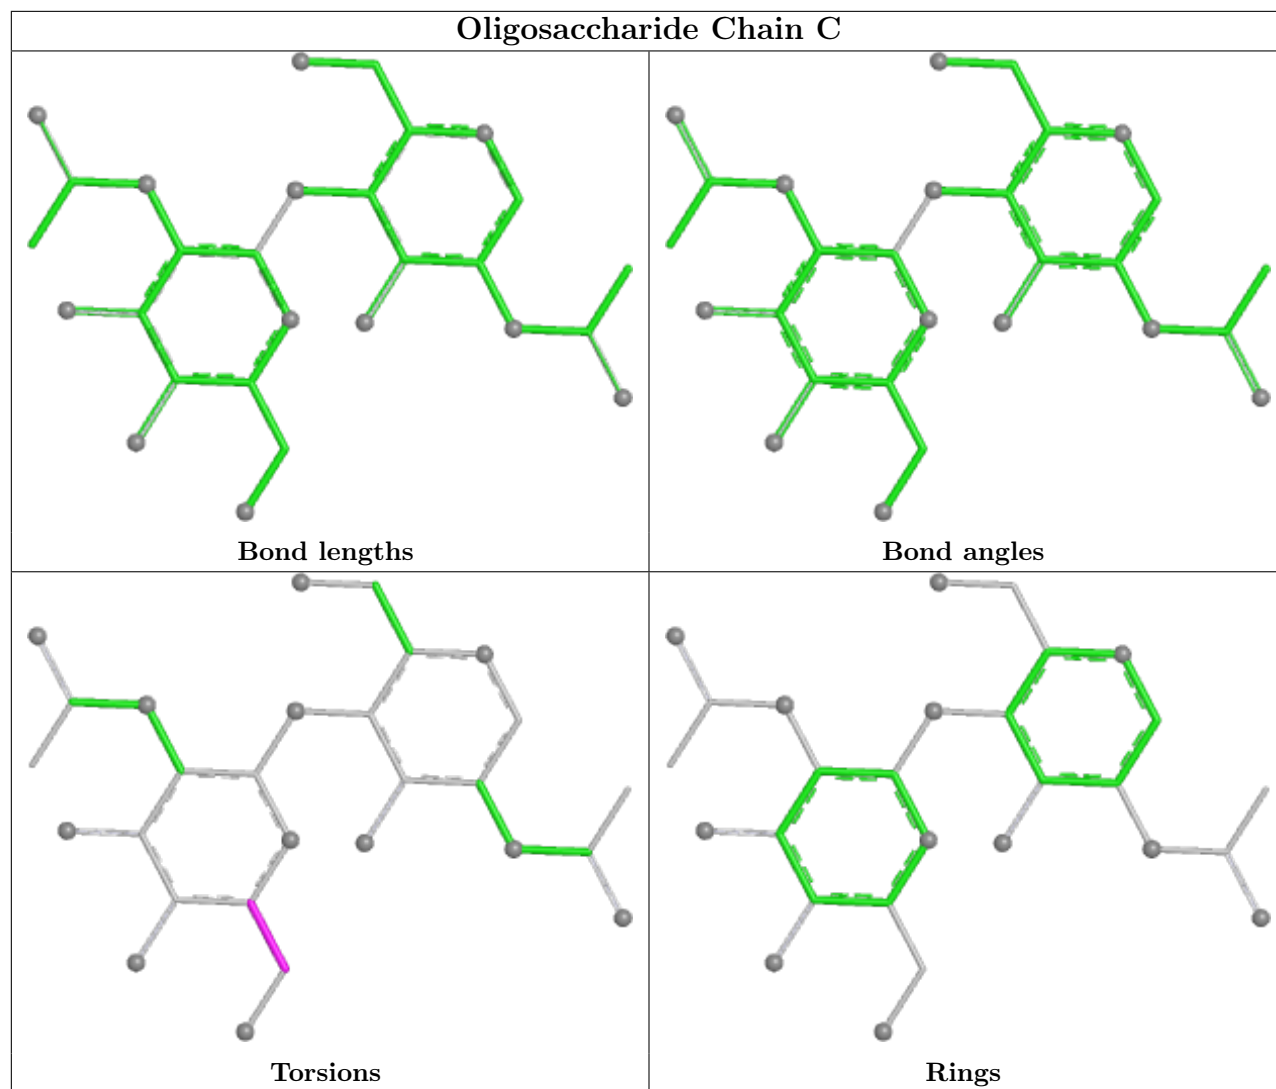 Oligosaccharide Chain C
Bond lengths
Bond angles
Torsions
Rings